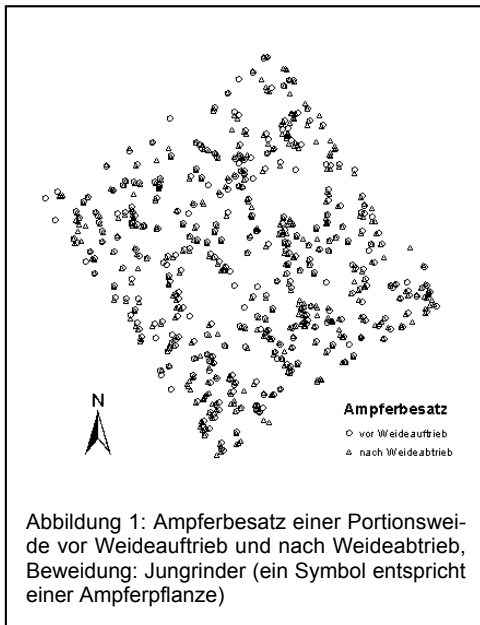 N
Ampferbesatz
vor Weideauftrieb
nach Weideabtrieb
Abbildung 1: Ampferbesatz einer Portionswei-
de vor Weideauftrieb und nach Weideabtrieb,
Beweidung: Jungrinder (ein Symbol entspricht
einer Ampferpflanze)